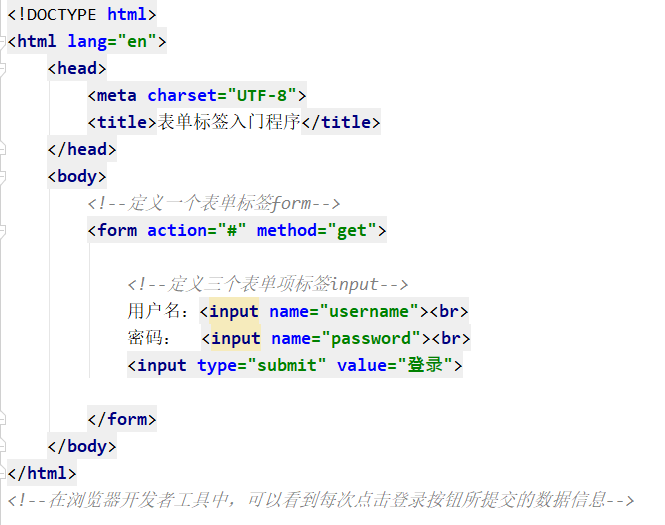 <!DOCTYPE html>
<html lang="en">
<head>
<meta charset="UTF-8">
<title>表单标签入门程序</title>
</head>
<body>
<!--定义一个表单标签form-->
<form action="#" method="get">
<!--定义三个表单项标签input-->
用户名：<input name="username"><br>
密码：  <input name="password"><br>
<input type="submit" value="登录">
</form>
</body>
</html>
<!--在浏览器开发者工具中，可以看到每次点击登录按钮所提交的数据信息-->